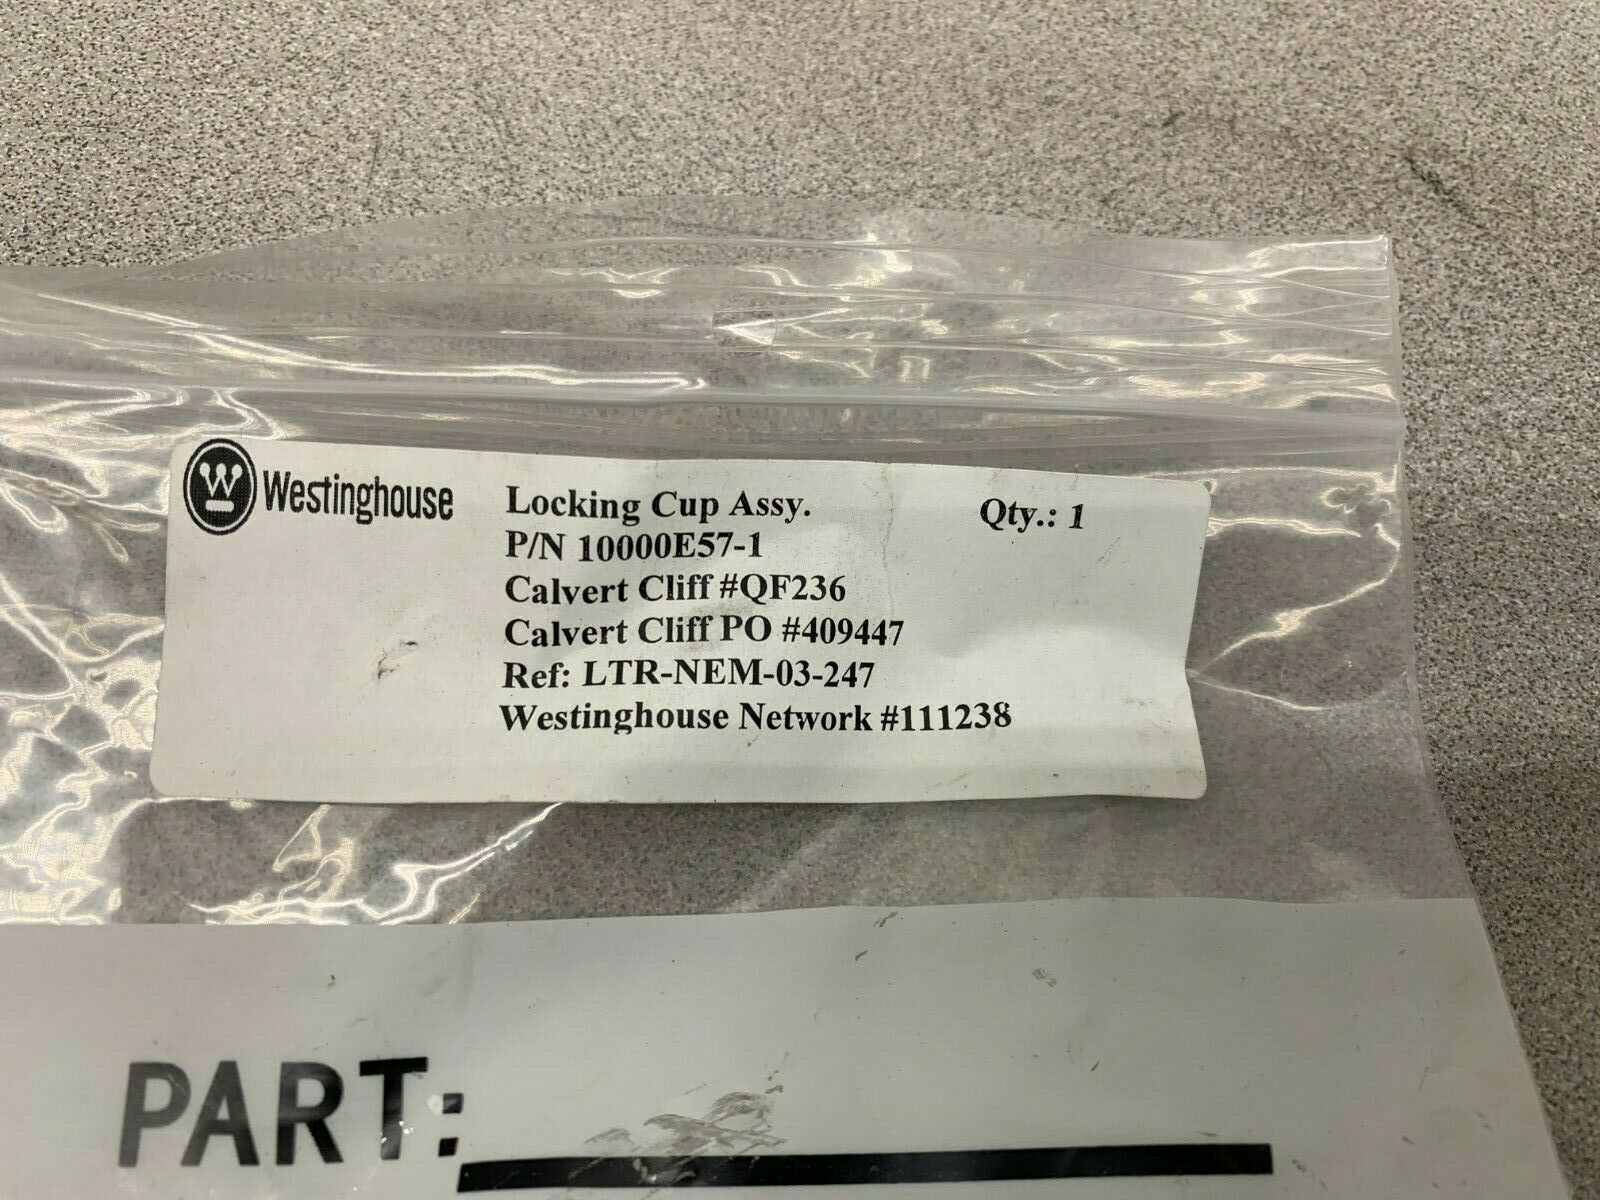 W Westinghouse
Locking Cup Assy. Qty.: 1
P/N 10000E57-1
Calvert Cliff #QF236
Calvert Cliff PO #409447
Ref: LTR-NEM-03-247
Westinghouse Network #111238
PART: